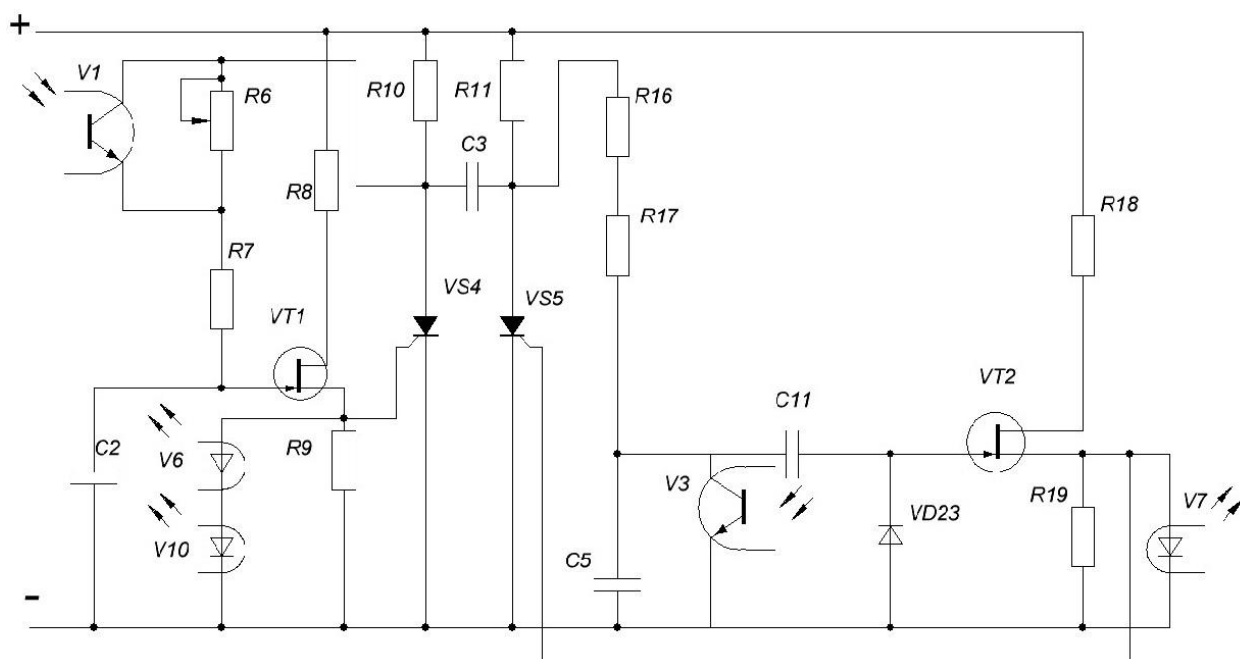 +
V1
R6
R10
R11
R16
C3
R8
R17
R18
R7
VS4
VS5
VT1
VT2
C11
C2
V6
R9
V3
R19
V7
VD23
V10
C5
-